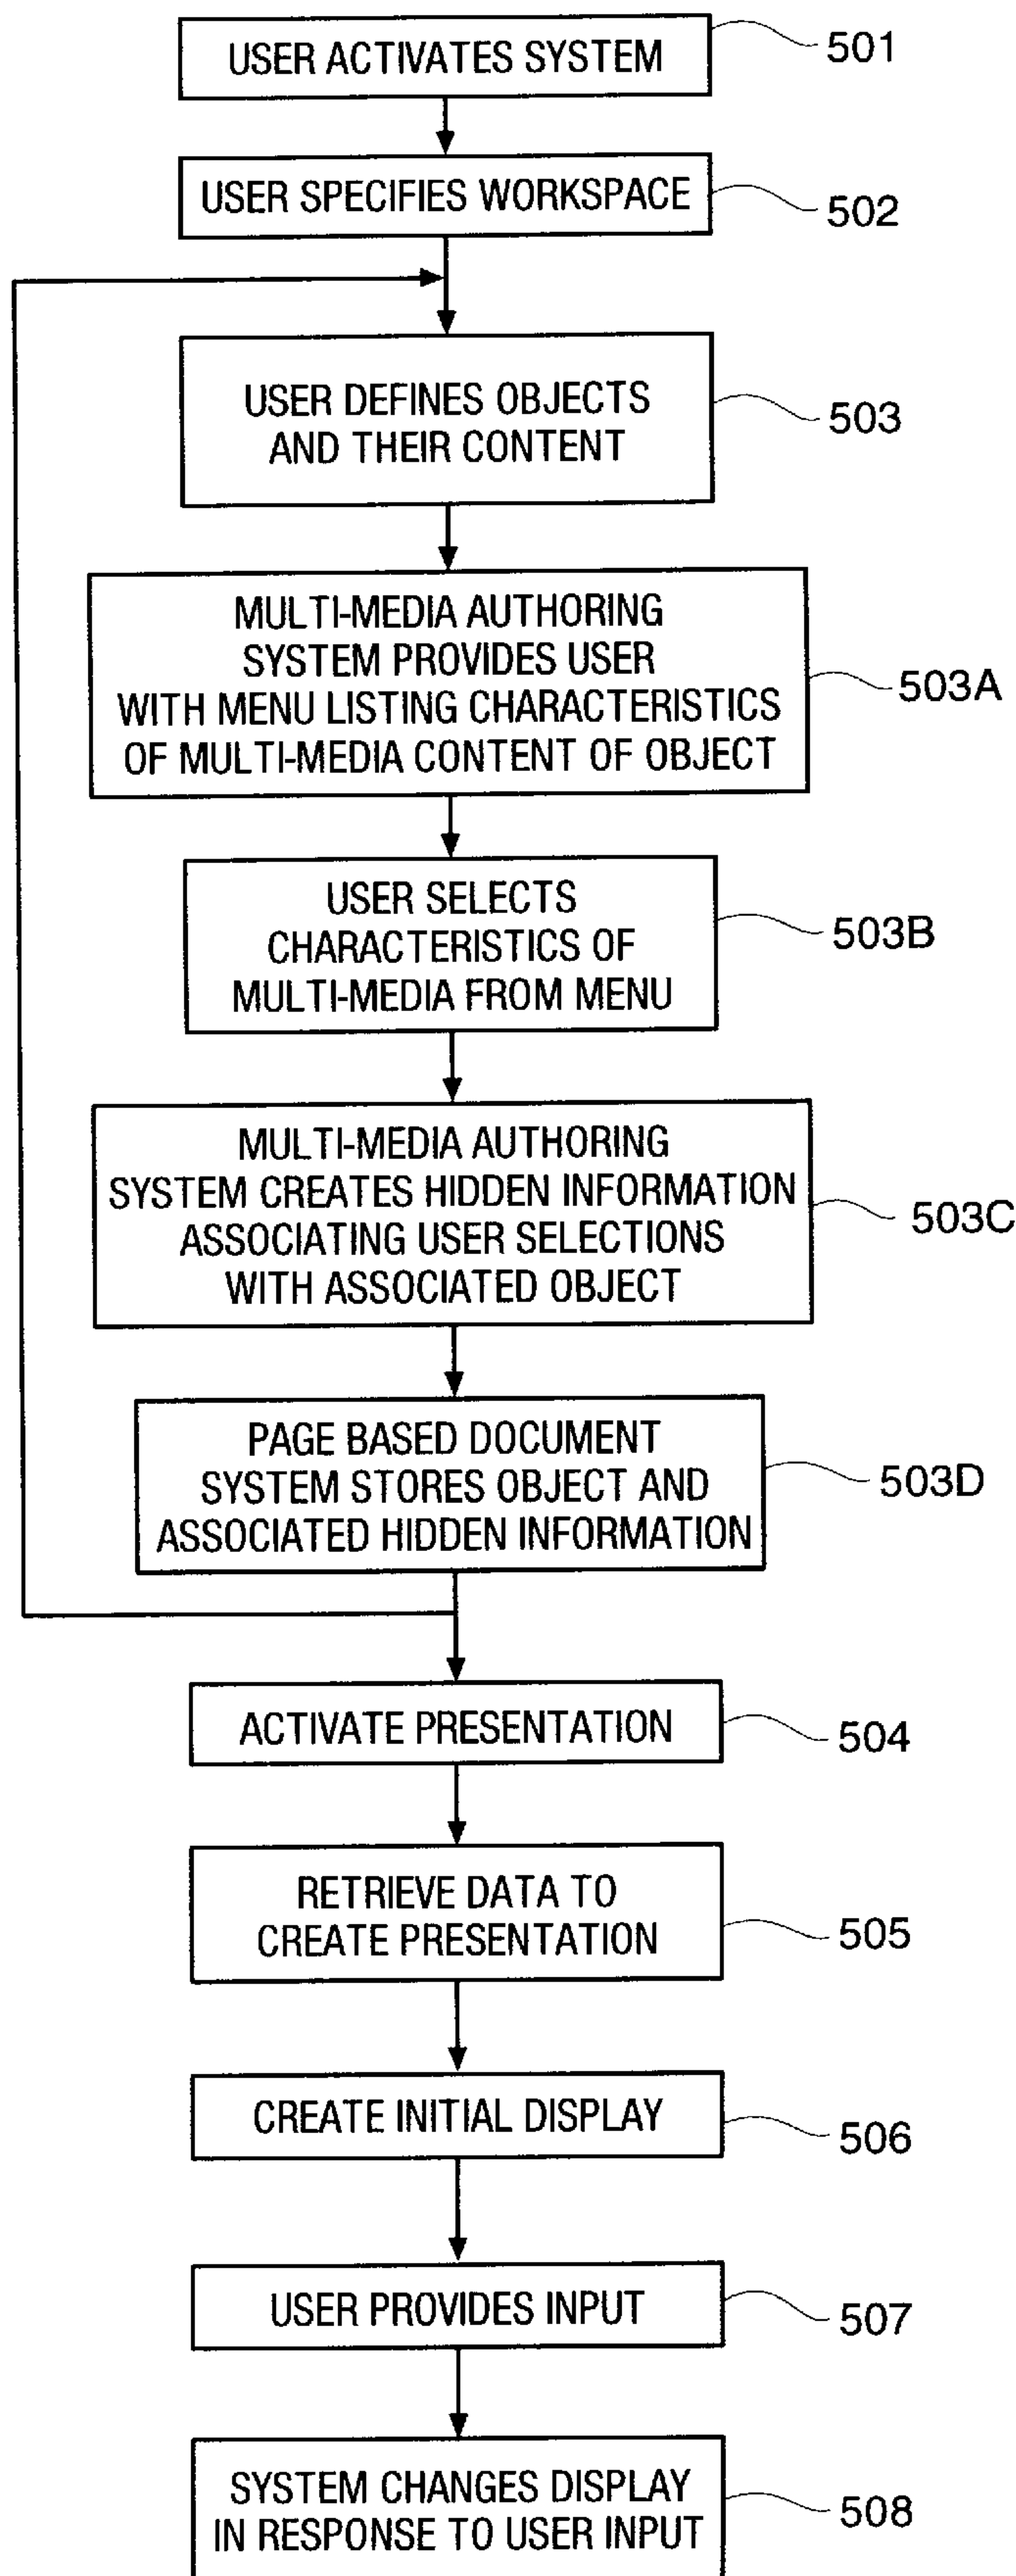 USER ACTIVATES SYSTEM
501
USER SPECIFIES WORKSPACE
502
USER DEFINES OBJECTS
AND THEIR CONTENT
503
MULTI-MEDIA AUTHORING
SYSTEM PROVIDES USER
WITH MENU LISTING CHARACTERISTICS
OF MULTI-MEDIA CONTENT OF OBJECT
503A
USER SELECTS
CHARACTERISTICS OF
MULTI-MEDIA FROM MENU
503B
MULTI-MEDIA AUTHORING
SYSTEM CREATES HIDDEN INFORMATION
ASSOCIATING USER SELECTIONS
WITH ASSOCIATED OBJECT
503C
PAGE BASED DOCUMENT
SYSTEM STORES OBJECT AND
ASSOCIATED HIDDEN INFORMATION
503D
ACTIVATE PRESENTATION
504
RETRIEVE DATA TO
CREATE PRESENTATION
505
CREATE INITIAL DISPLAY
506
USER PROVIDES INPUT
507
SYSTEM CHANGES DISPLAY
IN RESPONSE TO USER INPUT
508